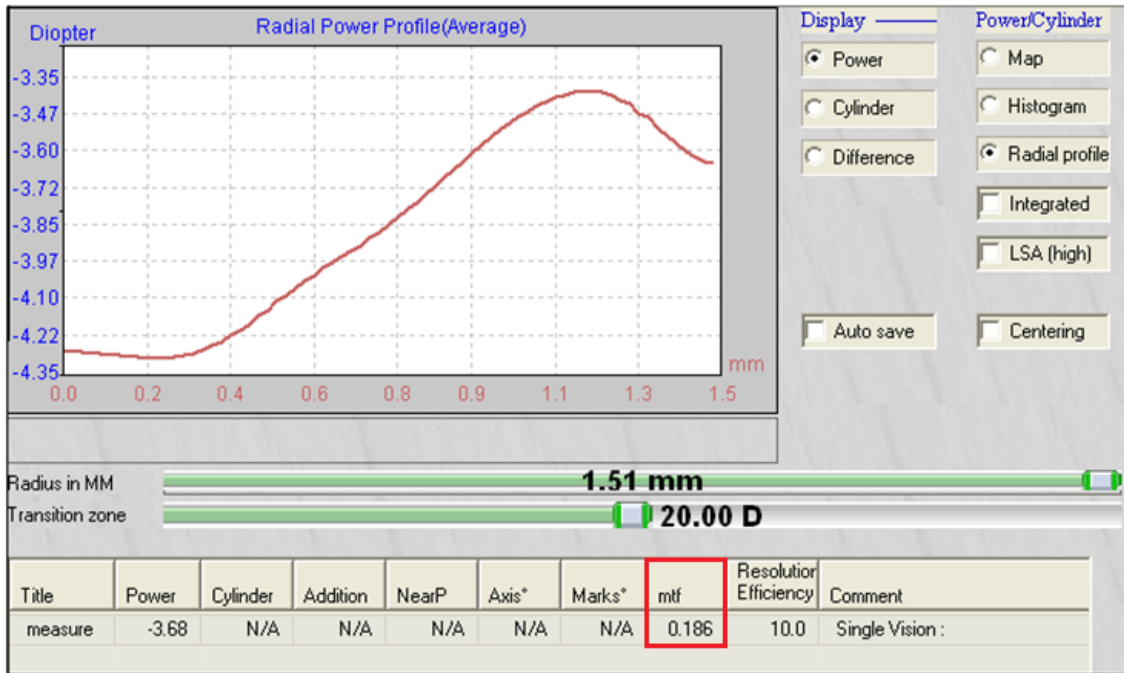 Diopter
Radial Power Profile(Average)
-3.35
-3.47
-3.60
-3.72
-3.85
-3.97
-4.10
-4.22
-4.35
0.0 0.2 0.4 0.6 0.8 0.9 1.1 1.3 1.5
mm
Display
Power
Cylinder
Difference
Auto save
Power/Cylinder
Map
Histogram
Radial profile
Integrated
LSA (high)
Centering
Radius in MM 1.51 mm
Transition zone 20.00 D
Title Power Cylinder Addition NearP Axis° Marks° mtf Resolution Efficiency Comment
measure -3.68 N/A N/A N/A N/A N/A 0.186 10.0 Single Vision :